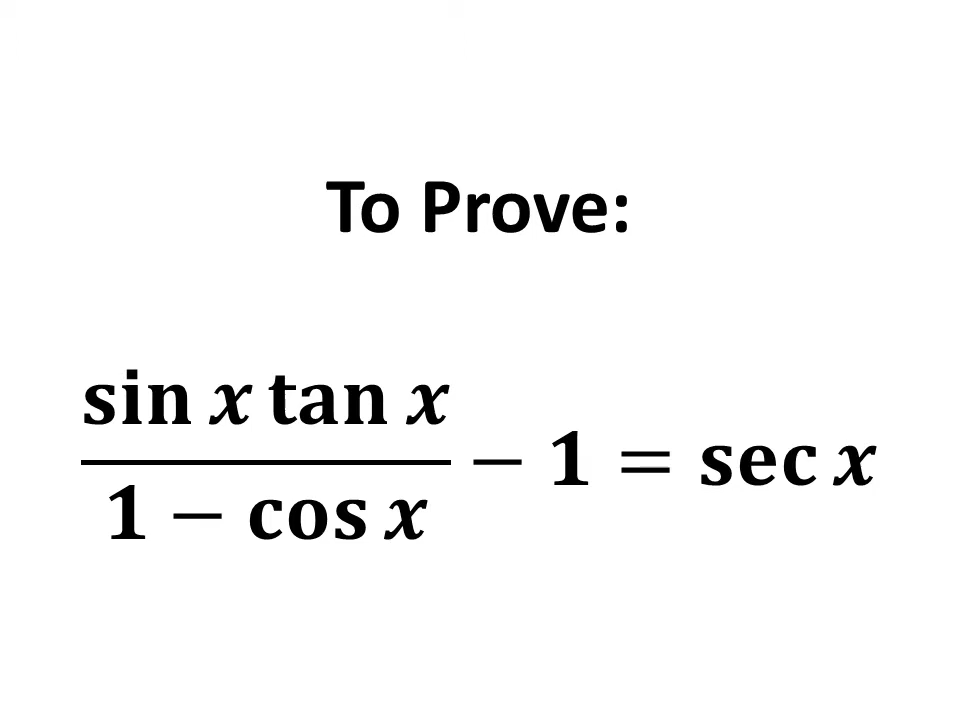 To Prove:
sin x tan x
1 − cos x
− 1 = sec x